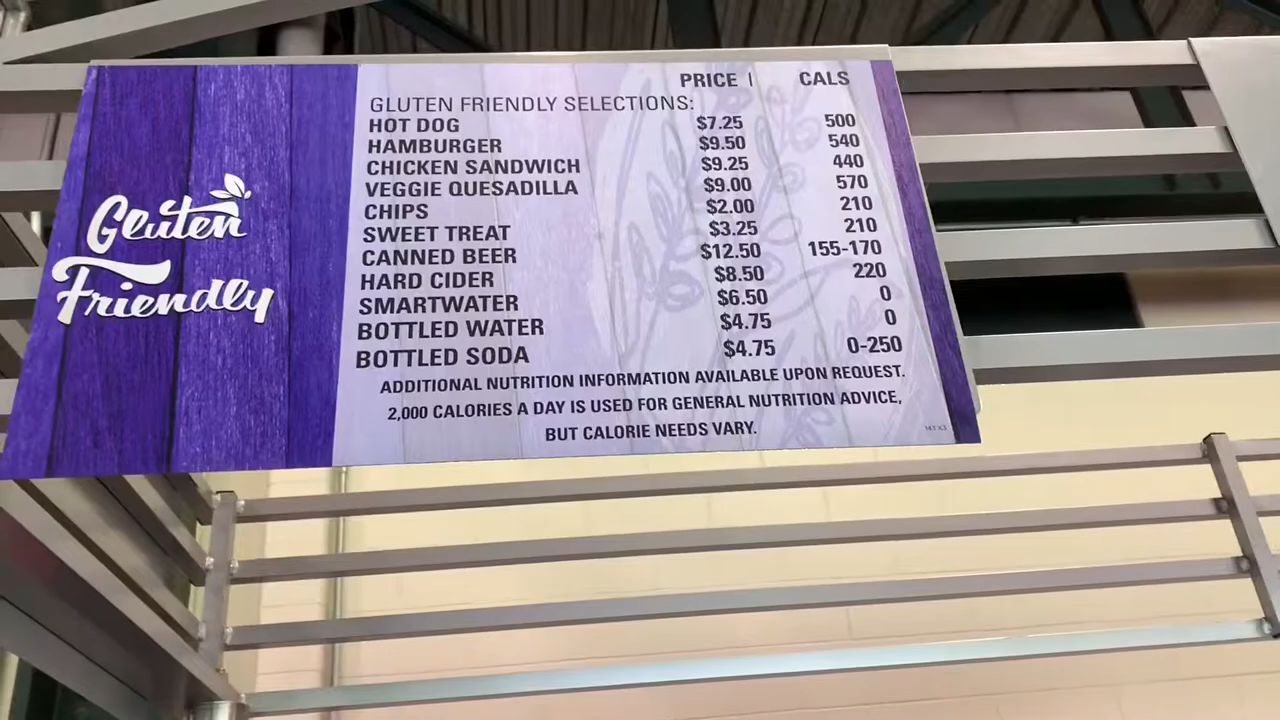 Gluten
Friendly
PRICE | CALS
GLUTEN FRIENDLY SELECTIONS:
HOT DOG $7.25 500
HAMBURGER $9.50 540
CHICKEN SANDWICH $9.25 440
VEGGIE QUESADILLA $9.00 570
CHIPS $2.00 210
SWEET TREAT $3.25 210
CANNED BEER $12.50 155-170
HARD CIDER $8.50 220
SMARTWATER $6.50 0
BOTTLED WATER $4.75 0
BOTTLED SODA $4.75 0-250
ADDITIONAL NUTRITION INFORMATION AVAILABLE UPON REQUEST.
2,000 CALORIES A DAY IS USED FOR GENERAL NUTRITION ADVICE,
BUT CALORIE NEEDS VARY.